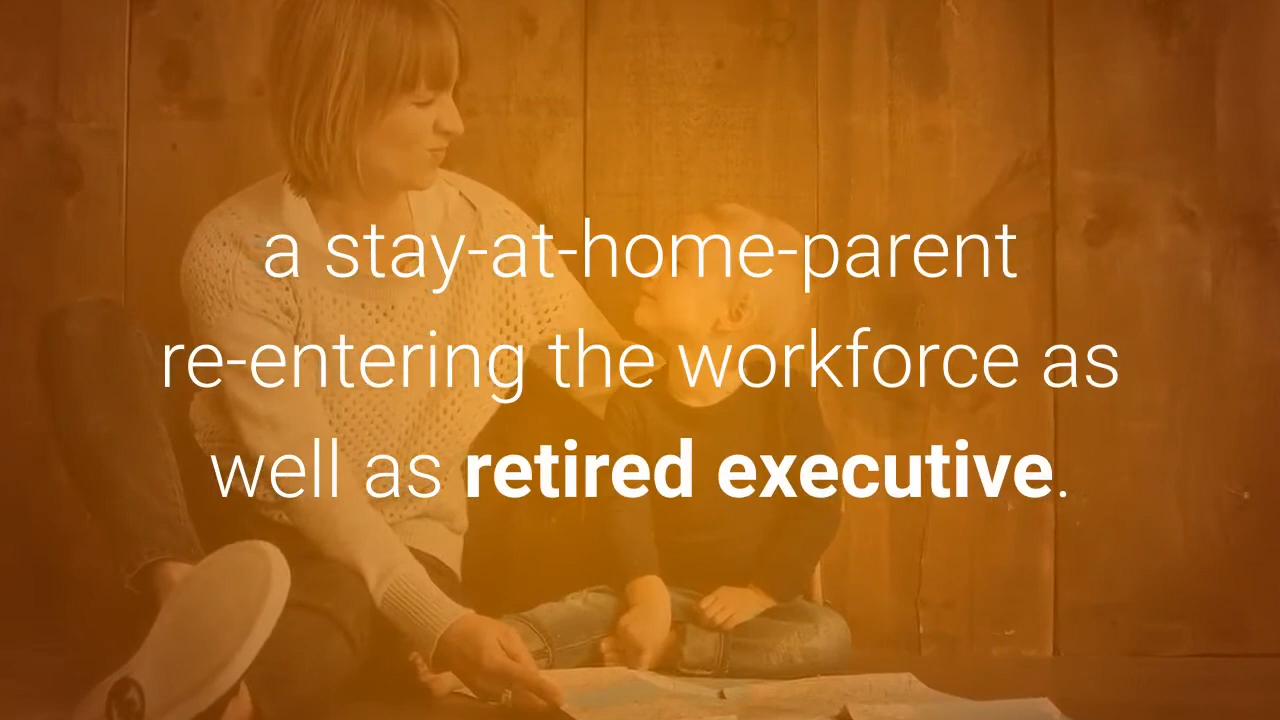 a stay-at-home-parent
re-entering the workforce as
well as retired executive.